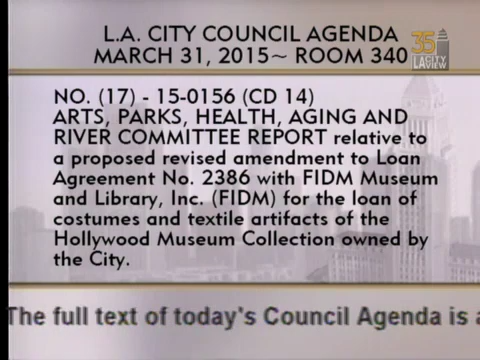 L.A. CITY COUNCIL AGENDA
MARCH 31, 2015~ ROOM 340
35
LACITY
VIEW
NO. (17) - 15-0156 (CD 14)
ARTS, PARKS, HEALTH, AGING AND
RIVER COMMITTEE REPORT relative to
a proposed revised amendment to Loan
Agreement No. 2386 with FIDM Museum
and Library, Inc. (FIDM) for the loan of
costumes and textile artifacts of the
Hollywood Museum Collection owned by
the City.
The full text of today's Council Agenda is a